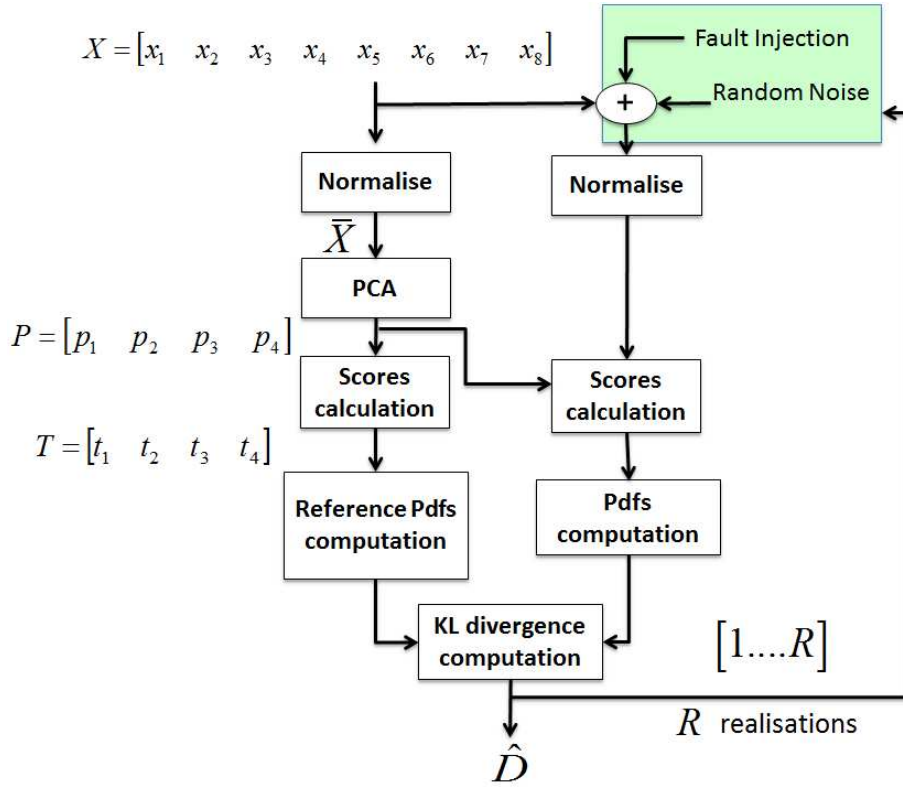 X = [x₁ x₂ x₃ x₄ x₅ x₆ x₇ x₈]
Fault Injection
+
Random Noise
Normalise
Normalise
X̅
PCA
P = [p₁ p₂ p₃ p₄]
Scores
calculation
Scores
calculation
T = [t₁ t₂ t₃ t₄]
Reference Pdfs
computation
Pdfs
computation
KL divergence
computation
[1....R]
R realisations
D̂